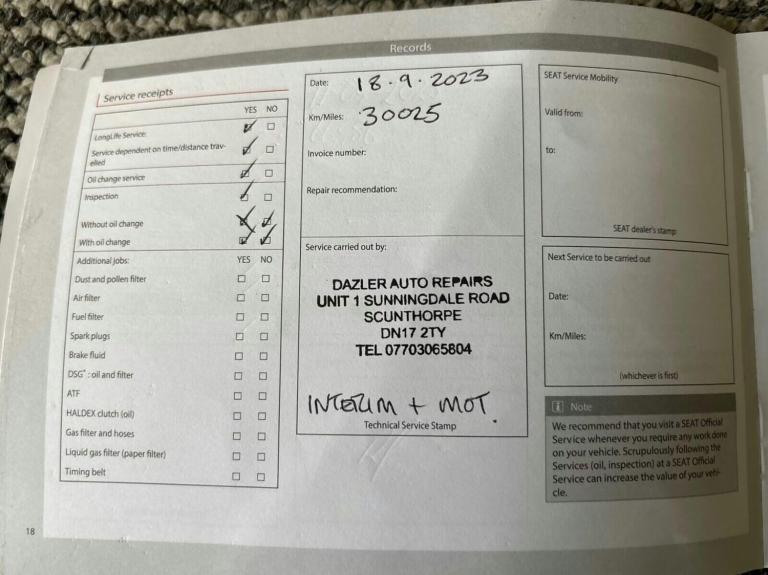 Records
Service receipts
YES NO
LongLife Service:
Service dependent on time/distance trav-
elled
Oil change service
Inspection
Without oil change
With oil change
Additional jobs: YES NO
Dust and pollen filter
Air filter
Fuel filter
Spark plugs
Brake fluid
DSG®: oil and filter
ATF
HALDEX clutch (oil)
Gas filter and hoses
Liquid gas filter (paper filter)
Timing belt
18
Date: 18.9.2023
Km/Miles: 30025
Invoice number:
Repair recommendation:
Service carried out by:
DAZLER AUTO REPAIRS
UNIT 1 SUNNINGDALE ROAD
SCUNTHORPE
DN17 2TY
TEL 07703065804
INTERIM + MOT.
Technical Service Stamp
SEAT Service Mobility
Valid from:
to:
SEAT dealer's stamp
Next Service to be carried out
Date:
Km/Miles:
(whichever is first)
Note
We recommend that you visit a SEAT Official
Service whenever you require any work done
on your vehicle. Scrupulously following the
Services (oil, inspection) at a SEAT Official
Service can increase the value of your vehi-
cle.